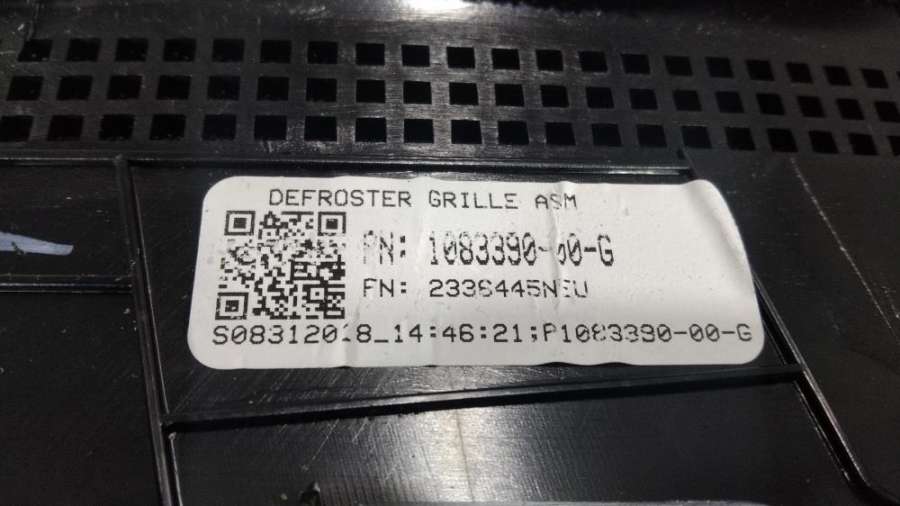 DEFROSTER GRILLE ASM
PN: 1083390-00-G
FN: 2336445NEU
S08312018_14:46:21;P1083390-00-G